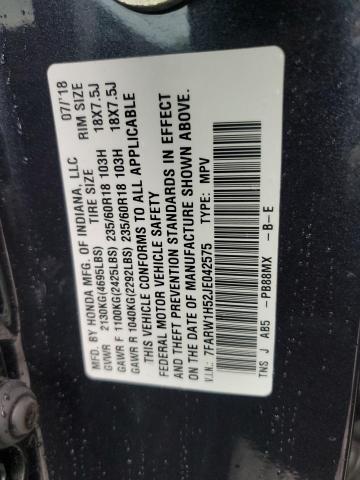 MFD. BY HONDA MFG. OF INDIANA, LLC 07/'18
GVWR 2130KG(4695LBS) TIRE SIZE RIM SIZE
GAWR F 1100KG(2425LBS) 235/60R18 103H 18X7.5J
GAWR R 1040KG(2292LBS) 235/60R18 103H 18X7.5J
THIS VEHICLE CONFORMS TO ALL APPLICABLE
FEDERAL MOTOR VEHICLE SAFETY
AND THEFT PREVENTION STANDARDS IN EFFECT
ON THE DATE OF MANUFACTURE SHOWN ABOVE.
V.I.N.: 7FARW1H52JE042575 TYPE: MPV
TNS J AB5 -PB88MX -B-E